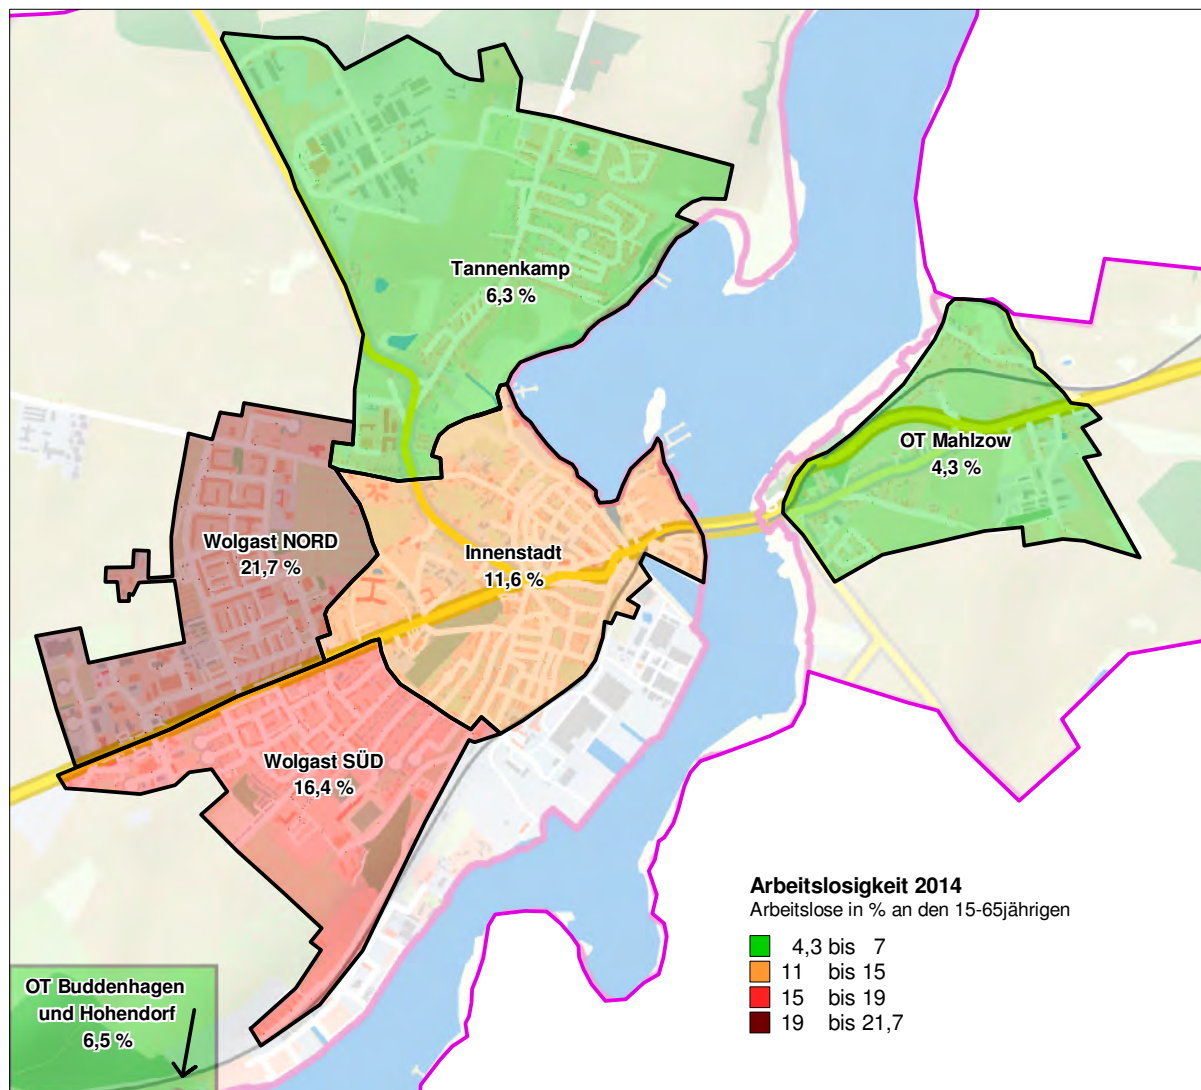 Tannenkamp
6,3 %
OT Mahlzow
4,3 %
Wolgast NORD
21,7 %
Innenstadt
11,6 %
Wolgast SÜD
16,4 %
OT Buddenhagen
und Hohendorf
6,5 %
Arbeitslosigkeit 2014
Arbeitslose in % an den 15-65jährigen
4,3 bis 7
11 bis 15
15 bis 19
19 bis 21,7